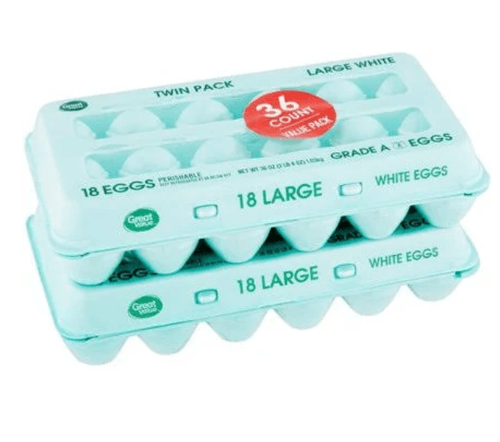 TWIN PACK
LARGE WHITE
Great
36
COUNT
VALUE PACK
18 EGGS
PERISHABLE
GRADE A
EGGS
Great
Value
18 LARGE
WHITE EGGS
Great
Value
18 LARGE
WHITE EGGS